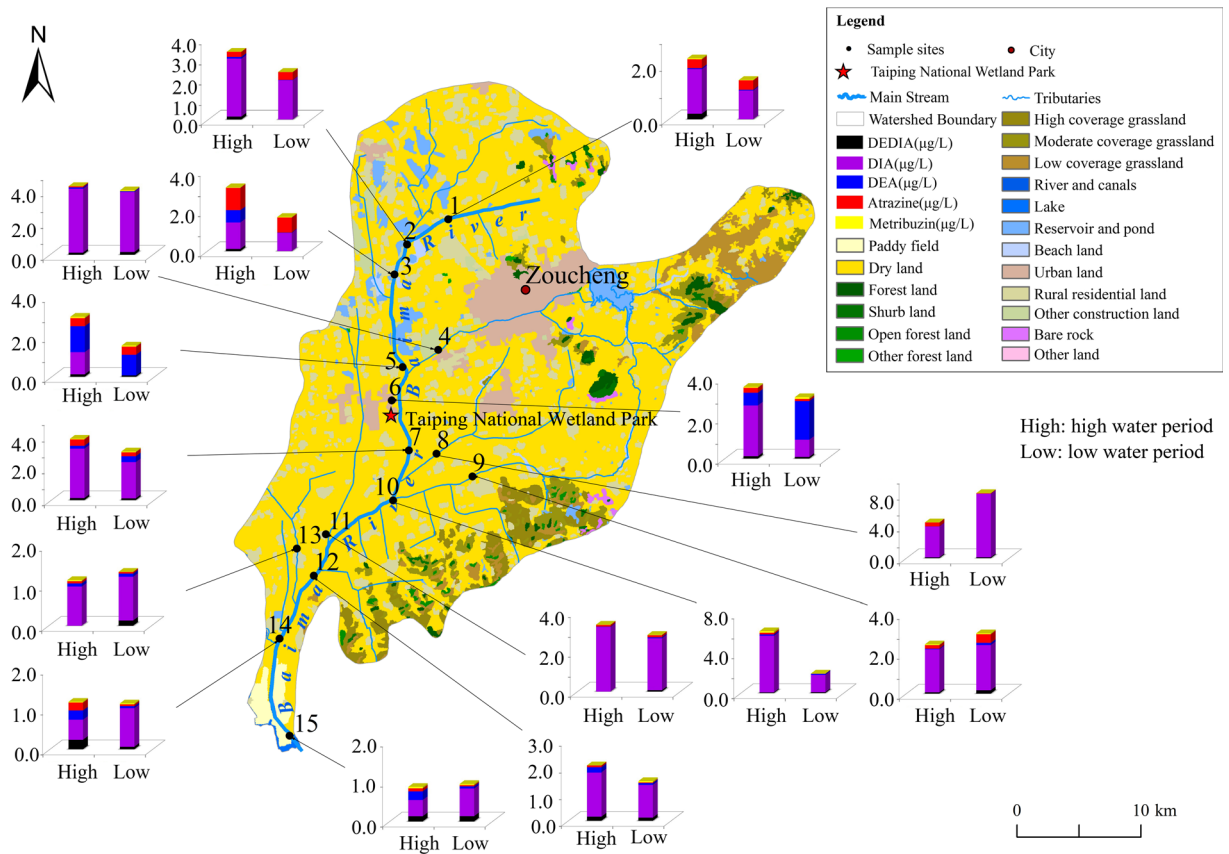 N
4.0
3.0
2.0
1.0
0.0
High Low
2.0
0.0
High Low
4.0
2.0
0.0
High Low
4.0
2.0
0.0
High Low
4.0
2.0
0.0
High Low
4.0
2.0
0.0
High Low
2.0
1.0
0.0
High Low
2.0
1.0
0.0
High Low
2.0
1.0
0.0
High Low
3.0
2.0
1.0
0.0
High Low
4.0
2.0
0.0
High Low
8.0
4.0
0.0
High Low
4.0
2.0
0.0
High Low
8.0
4.0
0.0
High Low
4.0
2.0
0.0
High Low
1
2
3
4
5
6
7
8
9
10
11
12
13
14
15
Baima River
Baima River
Zoucheng
Taiping National Wetland Park
Legend
Sample sites
City
Taiping National Wetland Park
Main Stream
Tributaries
Watershed Boundary
High coverage grassland
DEDIA(μg/L)
Moderate coverage grassland
DIA(μg/L)
Low coverage grassland
DEA(μg/L)
River and canals
Atrazine(μg/L)
Lake
Metribuzin(μg/L)
Reservoir and pond
Paddy field
Beach land
Dry land
Urban land
Forest land
Rural residential land
Shurb land
Other construction land
Open forest land
Bare rock
Other forest land
Other land
High: high water period
Low: low water period
0 10 km